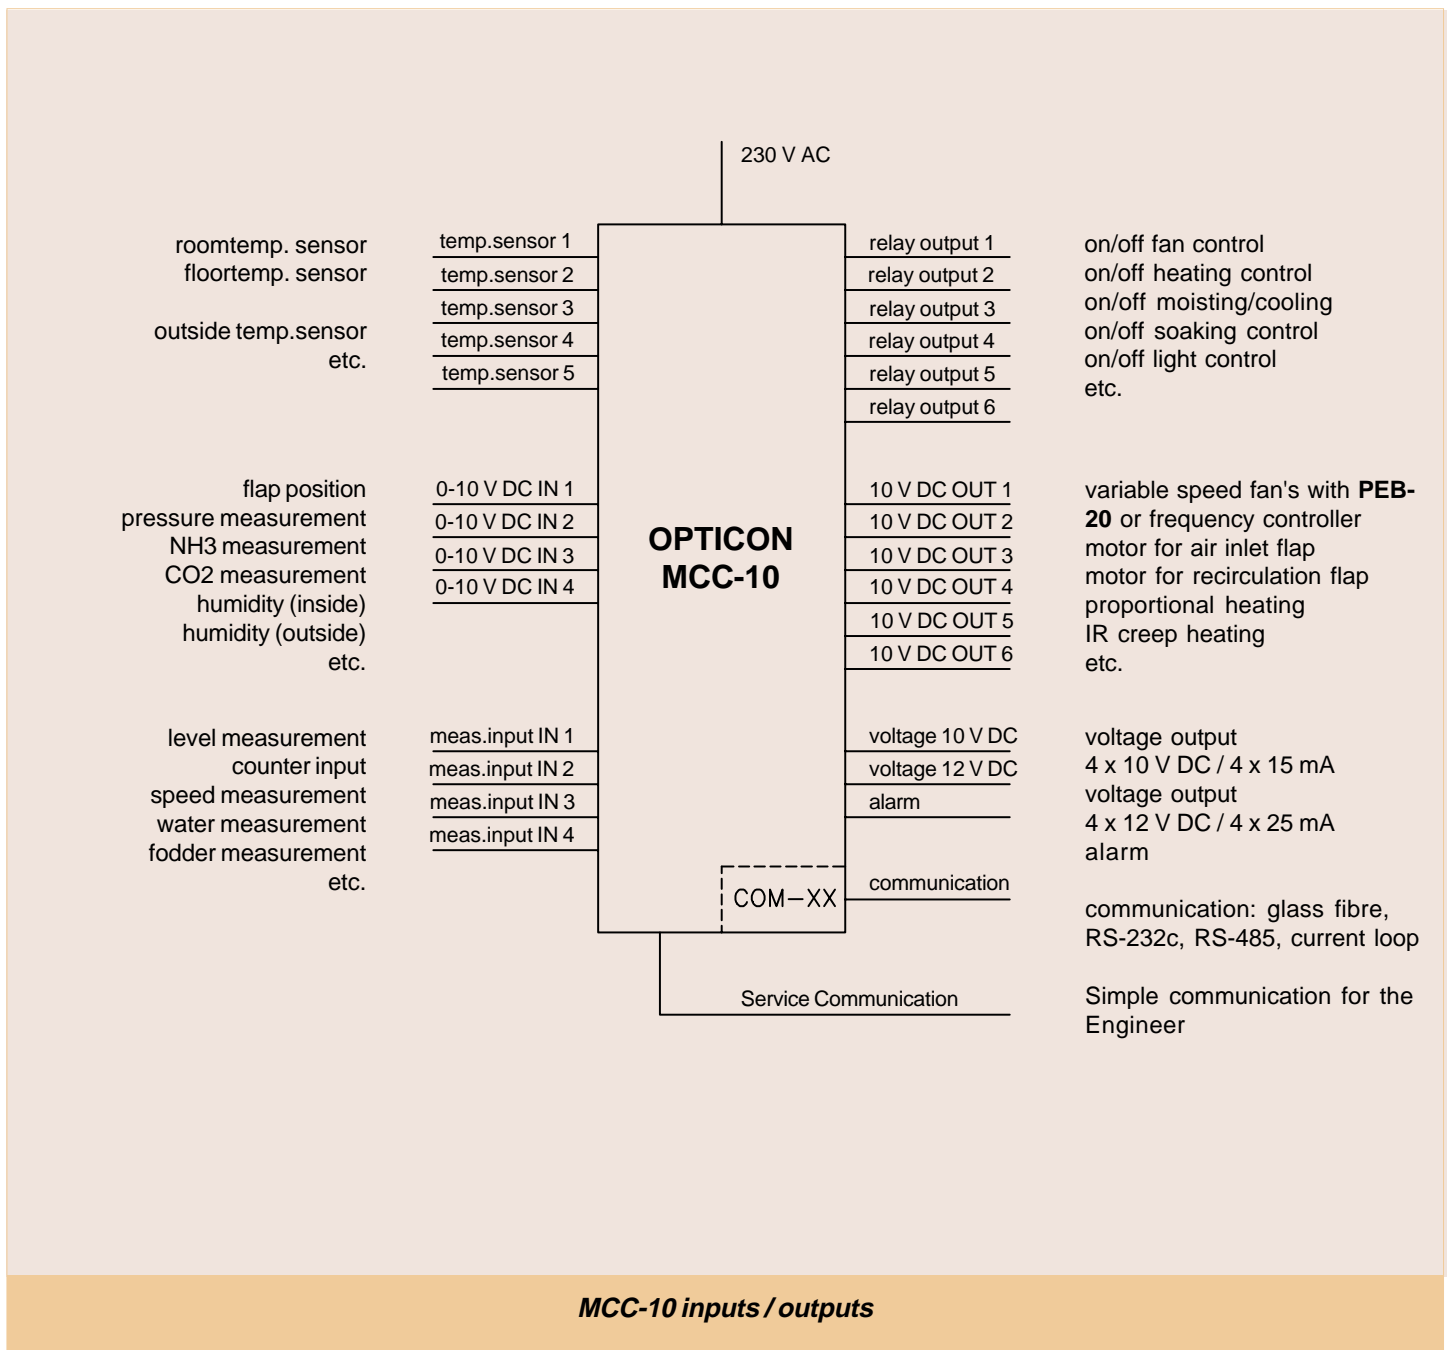 230 V AC
roomtemp. sensor
floortemp. sensor
outside temp.sensor
etc.
temp.sensor 1
temp.sensor 2
temp.sensor 3
temp.sensor 4
temp.sensor 5
relay output 1
relay output 2
relay output 3
relay output 4
relay output 5
relay output 6
on/off fan control
on/off heating control
on/off moisting/cooling
on/off soaking control
on/off light control
etc.
flap position
pressure measurement
NH3 measurement
CO2 measurement
humidity (inside)
humidity (outside)
etc.
0-10 V DC IN 1
0-10 V DC IN 2
0-10 V DC IN 3
0-10 V DC IN 4
OPTICON
MCC-10
10 V DC OUT 1
10 V DC OUT 2
10 V DC OUT 3
10 V DC OUT 4
10 V DC OUT 5
10 V DC OUT 6
variable speed fan's with PEB-
20 or frequency controller
motor for air inlet flap
motor for recirculation flap
proportional heating
IR creep heating
etc.
level measurement
counter input
speed measurement
water measurement
fodder measurement
etc.
meas.input IN 1
meas.input IN 2
meas.input IN 3
meas.input IN 4
voltage 10 V DC
voltage 12 V DC
alarm
COM-XX
communication
voltage output
4 x 10 V DC / 4 x 15 mA
voltage output
4 x 12 V DC / 4 x 25 mA
alarm
communication: glass fibre,
RS-232c, RS-485, current loop
Service Communication
Simple communication for the
Engineer
MCC-10 inputs / outputs